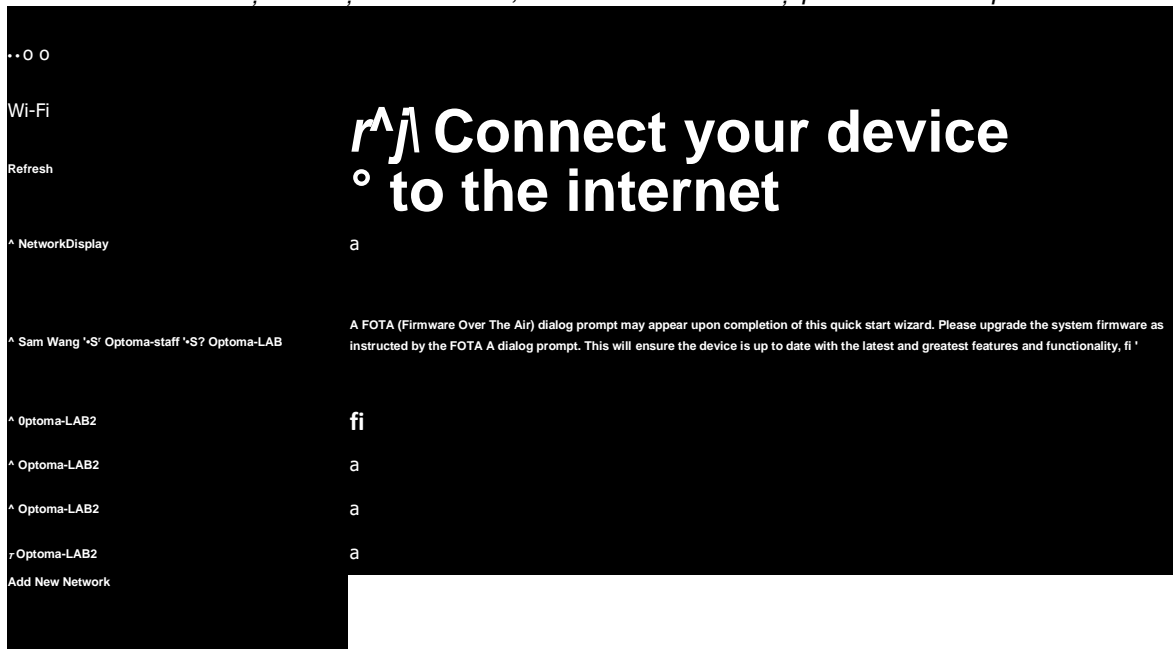 ••O O
Wi-Fi
r^j\ Connect your device
° to the internet
Refresh
^ NetworkDisplay a
A FOTA (Firmware Over The Air) dialog prompt may appear upon completion of this quick start wizard. Please upgrade the system firmware as
^ Sam Wang '•Sʳ Optoma-staff '•S? Optoma-LAB
instructed by the FOTA A dialog prompt. This will ensure the device is up to date with the latest and greatest features and functionality, fi '
^ 0ptoma-LAB2 fi
^ Optoma-LAB2 a
^ Optoma-LAB2 a
т Optoma-LAB2 a
Add New Network